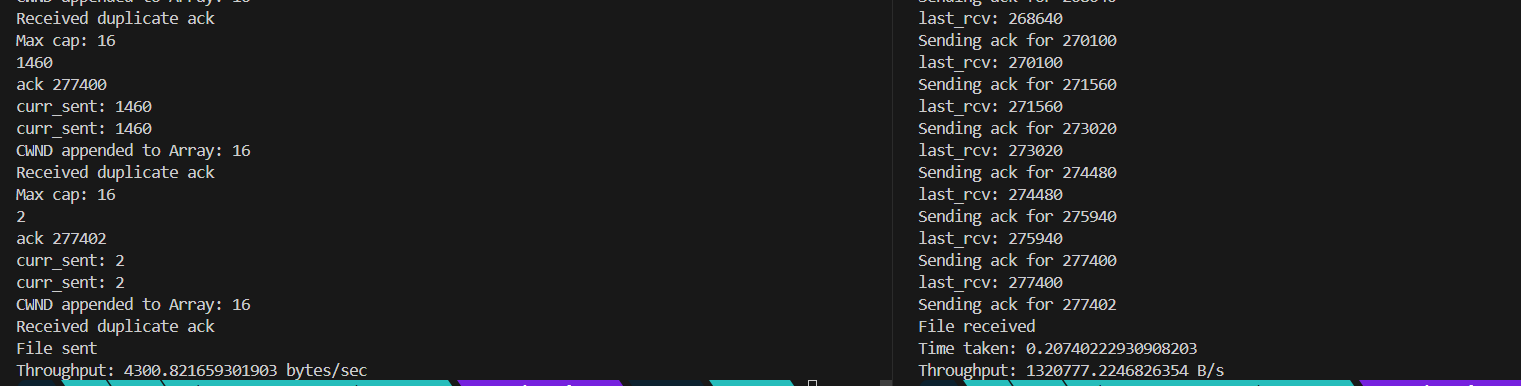 CWND appended to Array: 16
Received duplicate ack
Max cap: 16
1460
ack 277400
curr_sent: 1460
curr_sent: 1460
CWND appended to Array: 16
Received duplicate ack
Max cap: 16
2
ack 277402
curr_sent: 2
curr_sent: 2
CWND appended to Array: 16
Received duplicate ack
File sent
Throughput: 4300.821659301903 bytes/sec
Sending ack for 268640
last_rcv: 268640
Sending ack for 270100
last_rcv: 270100
Sending ack for 271560
last_rcv: 271560
Sending ack for 273020
last_rcv: 273020
Sending ack for 274480
last_rcv: 274480
Sending ack for 275940
last_rcv: 275940
Sending ack for 277400
last_rcv: 277400
Sending ack for 277402
File received
Time taken: 0.20740222930908203
Throughput: 1320777.2246826354 B/s